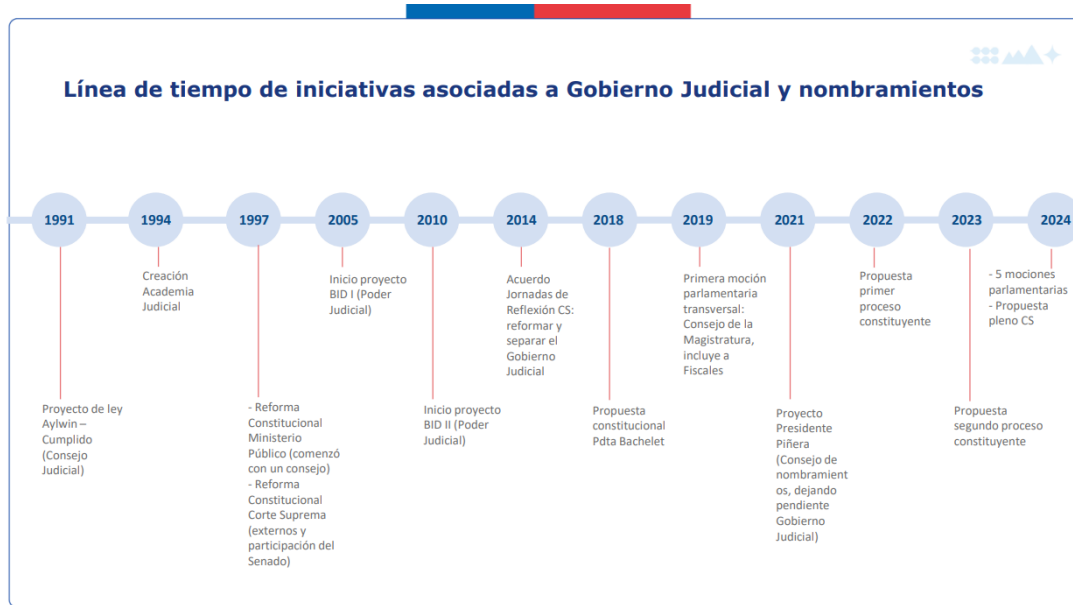 Línea de tiempo de iniciativas asociadas a Gobierno Judicial y nombramientos
1991
1994
1997
2005
2010
2014
2018
2019
2021
2022
2023
2024
Proyecto de ley
Aylwin –
Cumplido
(Consejo
Judicial)
Creación
Academia
Judicial
- Reforma
Constitucional
Ministerio
Público (comenzó
con un consejo)
- Reforma
Constitucional
Corte Suprema
(externos y
participación del
Senado)
Inicio proyecto
BID I (Poder
Judicial)
Inicio proyecto
BID II (Poder
Judicial)
Acuerdo
Jornadas de
Reflexión CS:
reformar y
separar el
Gobierno
Judicial
Propuesta
constitucional
Pdta Bachelet
Primera moción
parlamentaria
transversal:
Consejo de la
Magistratura,
incluye a
Fiscales
Proyecto
Presidente
Piñera
(Consejo de
nombramient
os, dejando
pendiente
Gobierno
Judicial)
Propuesta
primer
proceso
constituyente
Propuesta
segundo proceso
constituyente
- 5 mociones
parlamentarias
- Propuesta
pleno CS